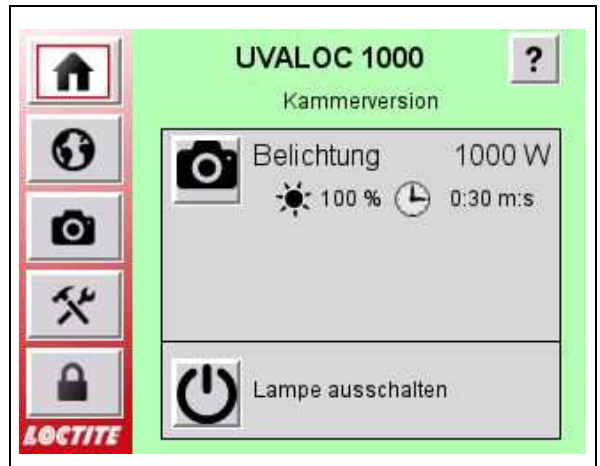 UVALOC 1000
?
Kammerversion
Belichtung 1000 W
100 % 0:30 m:s
Lampe ausschalten
LOCTITE